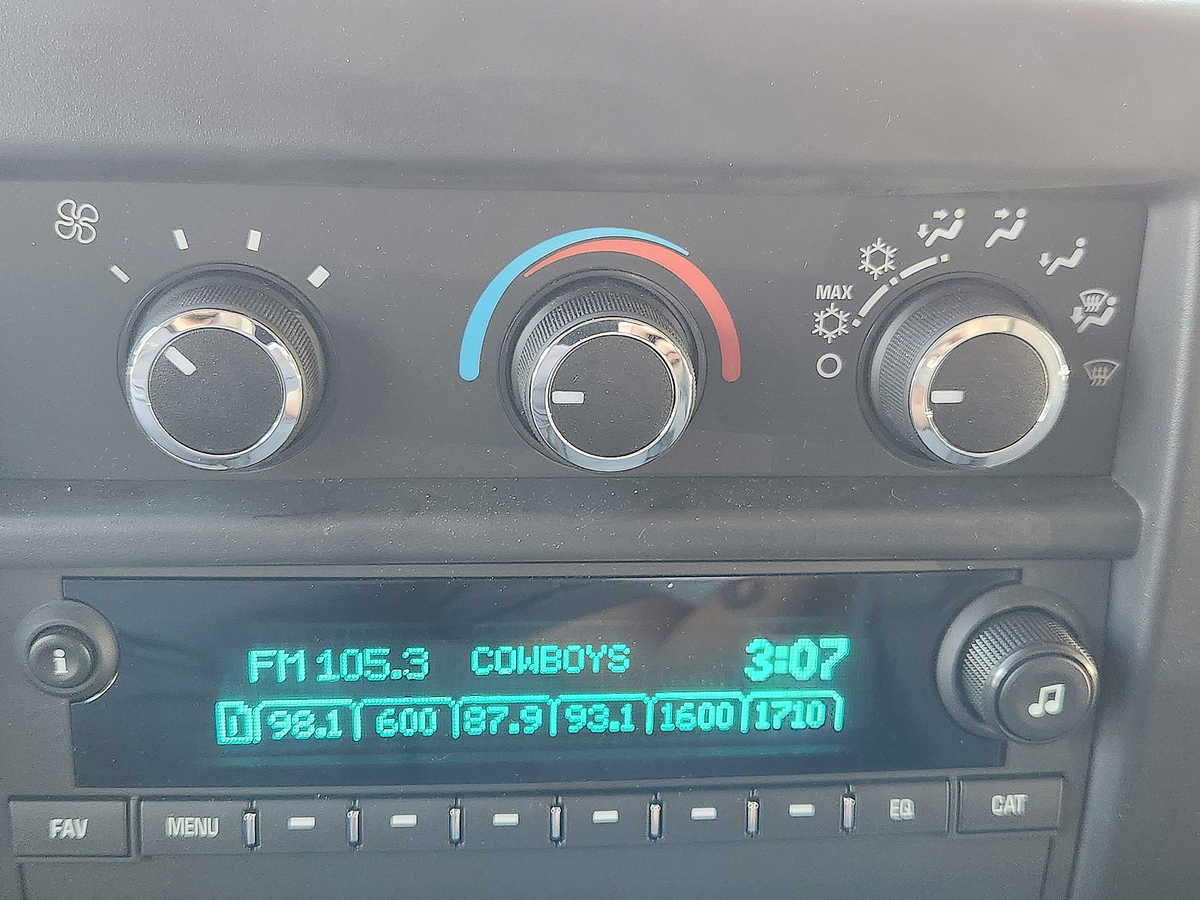 MAX
i
FM 105.3 COWBOYS 3:07
1 98.1 600 87.9 93.1 1600 1710
FAV MENU EQ CAT